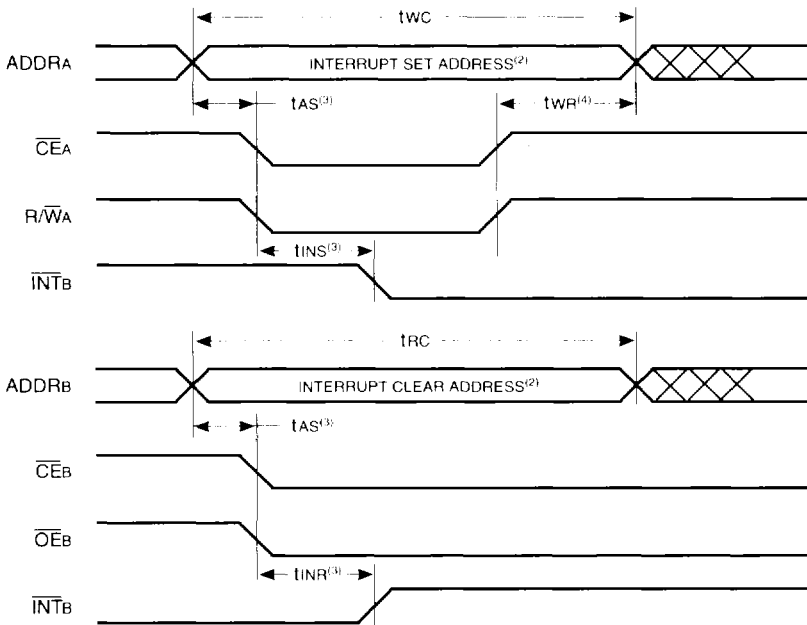 tWC
ADDRA INTERRUPT SET ADDRESS(2)
tAS(3) tWR(4)
CEA
R/WA
tINS(3)
INTB
tRC
ADDRB INTERRUPT CLEAR ADDRESS(2)
tAS(3)
CEB
OEB
tINR(3)
INTB